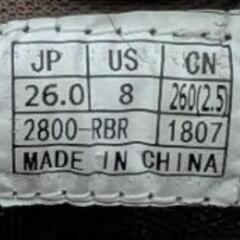 JP US CN
26.0 8 260(2.5)
2800-RBR 1807
MADE IN CHINA